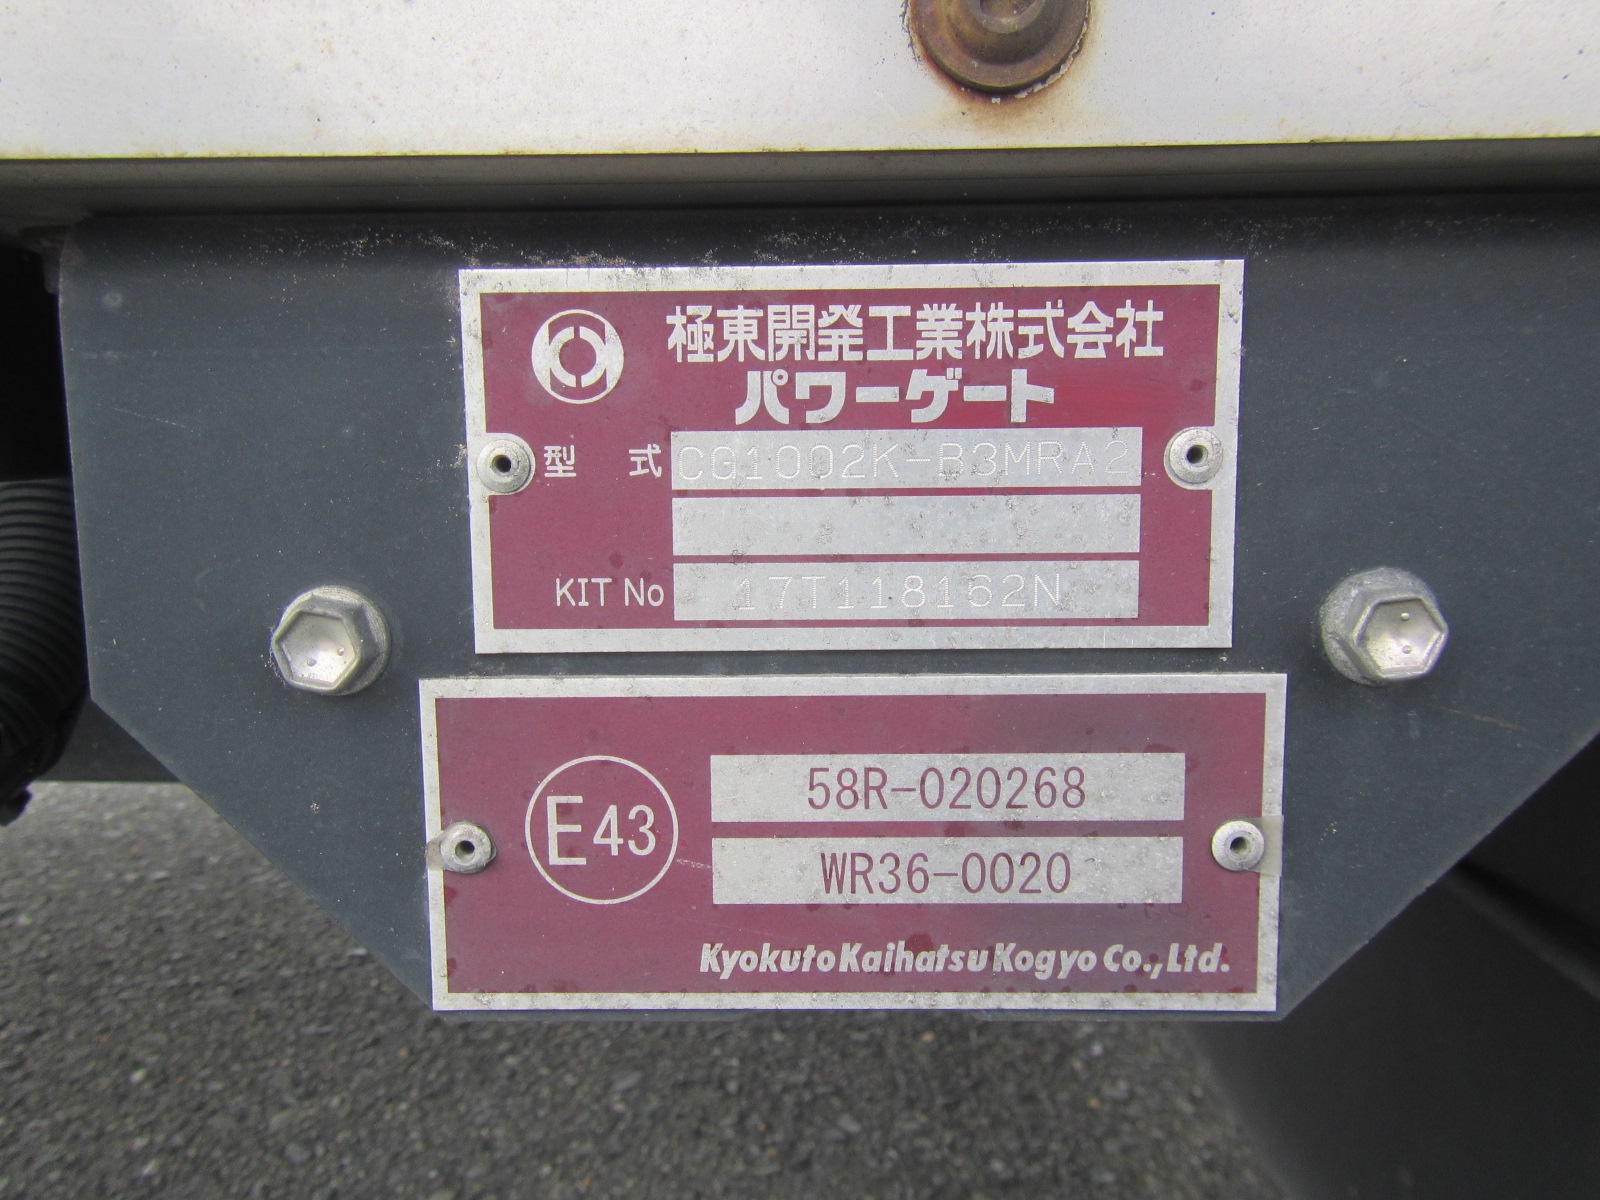 極東開発工業株式会社
パワーゲート
型 式 CG1002K-B3MRA2
KIT No 17T118162N
E43
58R-020268
WR36-0020
Kyokuto Kaihatsu Kogyo Co., Ltd.